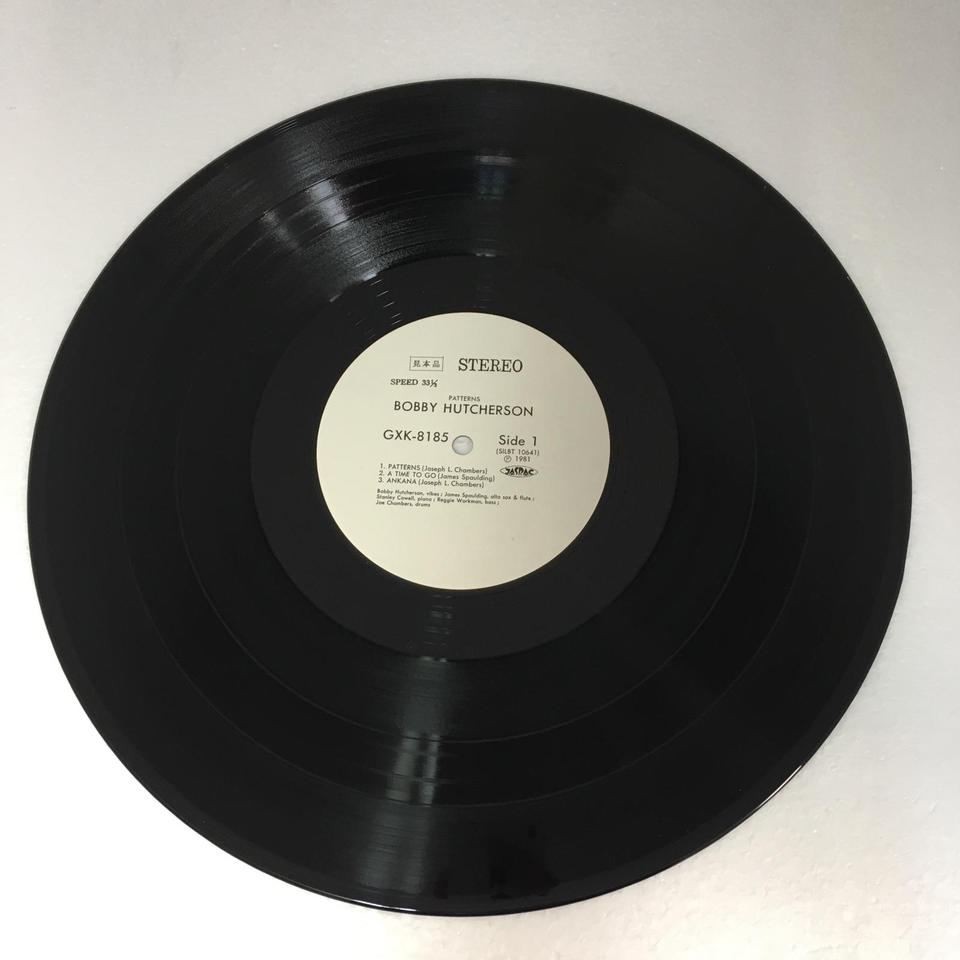 見本品 STEREO
SPEED 33⅓
PATTERNS
BOBBY HUTCHERSON
GXK-8185 Side 1
(SILBT 10641)
Ⓟ 1981
JASRAC
1. PATTERNS (Joseph L. Chambers)
2. A TIME TO GO (James Spaulding)
3. ANKANA (Joseph L. Chambers)
Bobby Hutcherson, vibes ; James Spaulding, alto sax & flute ;
Stanley Cowell, piano ; Reggie Workman, bass ;
Joe Chambers, drums